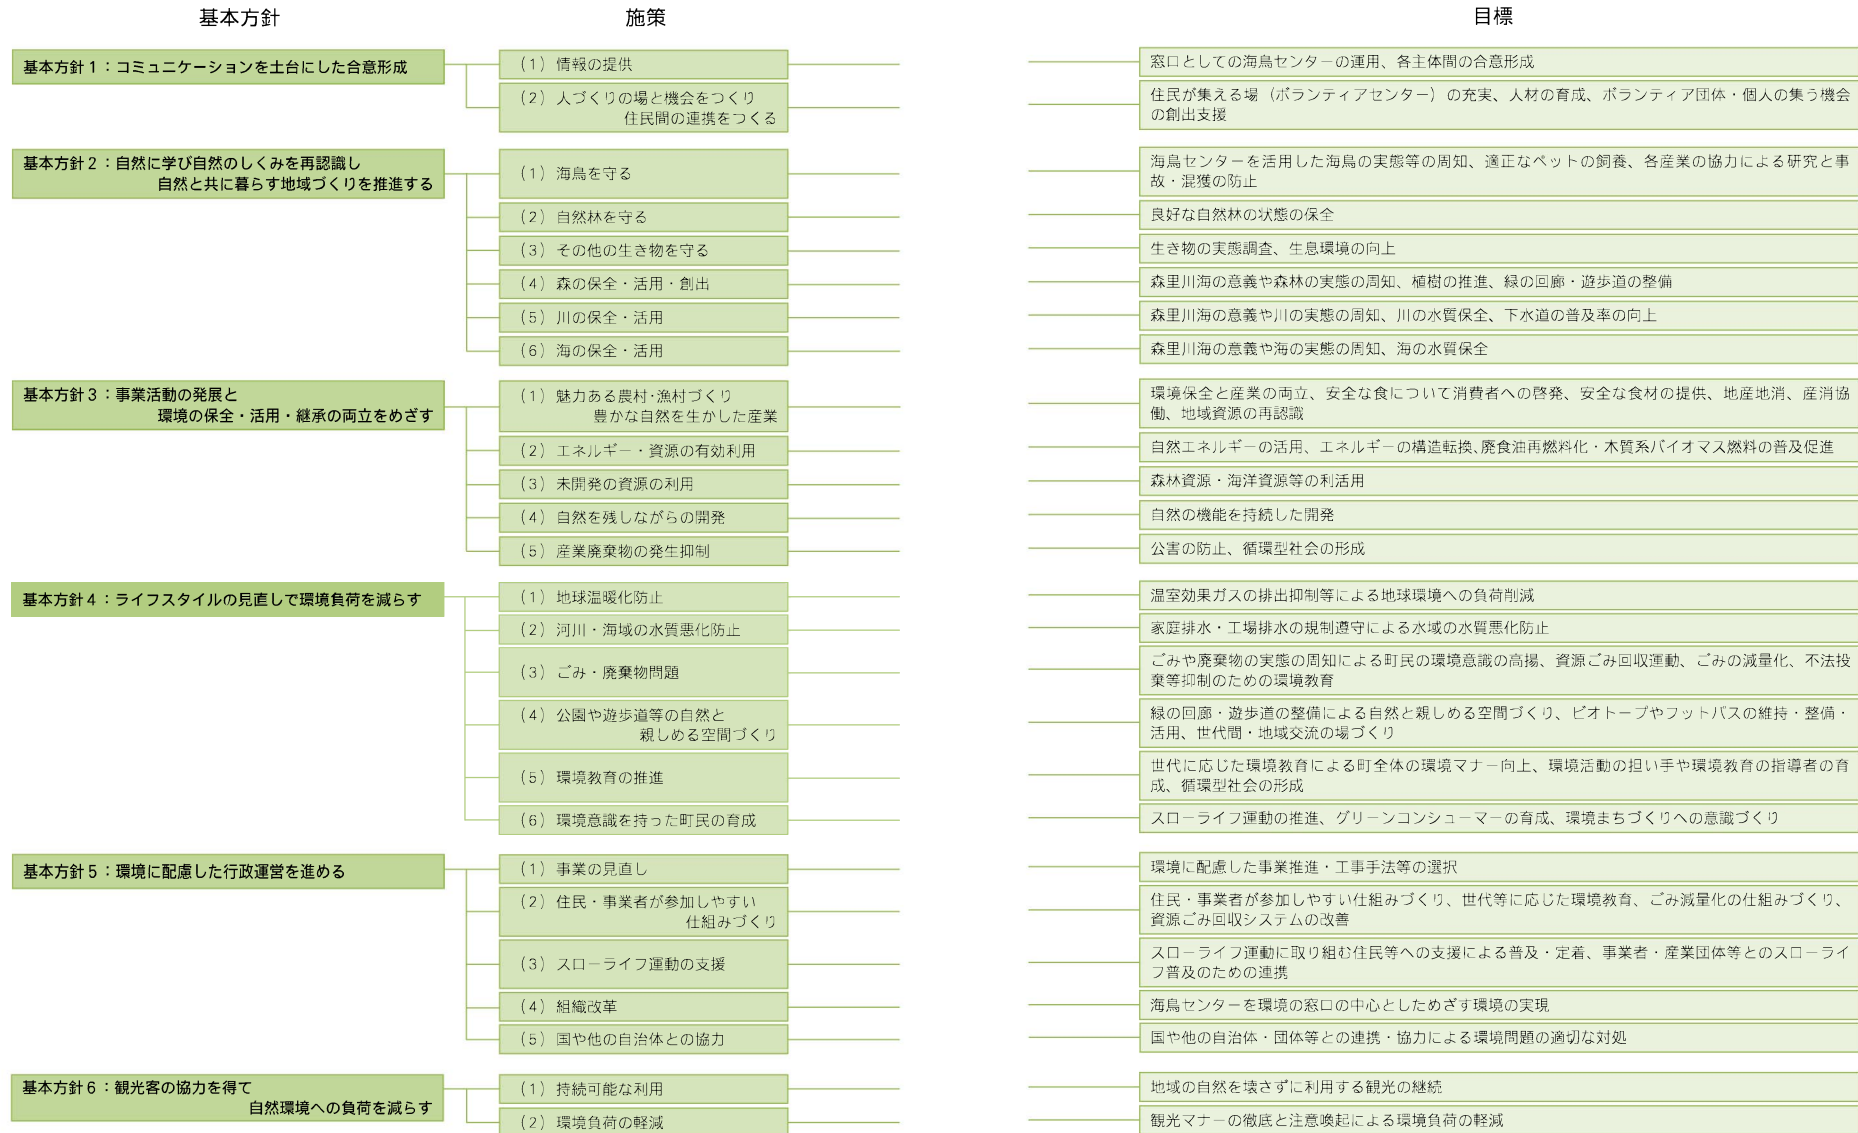 基本方針
施策
目標
基本方針1：コミュニケーションを土台にした合意形成
(1) 情報の提供
窓口としての海鳥センターの運用、各主体間の合意形成
(2) 人づくりの場と機会をつくり
住民間の連携をつくる
住民が集える場（ボランティアセンター）の充実、人材の育成、ボランティア団体・個人の集う機会
の創出支援
基本方針2：自然に学び自然のしくみを再認識し
自然と共に暮らす地域づくりを推進する
(1) 海鳥を守る
海鳥センターを活用した海鳥の実態等の周知、適正なペットの飼養、各産業の協力による研究と事
故・混獲の防止
(2) 自然林を守る
良好な自然林の状態の保全
(3) その他の生き物を守る
生き物の実態調査、生息環境の向上
(4) 森の保全・活用・創出
森里川海の意義や森林の実態の周知、植樹の推進、緑の回廊・遊歩道の整備
(5) 川の保全・活用
森里川海の意義や川の実態の周知、川の水質保全、下水道の普及率の向上
(6) 海の保全・活用
森里川海の意義や海の実態の周知、海の水質保全
基本方針3：事業活動の発展と
環境の保全・活用・継承の両立をめざす
(1) 魅力ある農村・漁村づくり
豊かな自然を生かした産業
環境保全と産業の両立、安全な食について消費者への啓発、安全な食材の提供、地産地消、産消協
働、地域資源の再認識
(2) エネルギー・資源の有効利用
自然エネルギーの活用、エネルギーの構造転換、廃食油再燃料化・木質系バイオマス燃料の普及促進
(3) 未開発の資源の利用
森林資源・海洋資源等の利活用
(4) 自然を残しながらの開発
自然の機能を持続した開発
(5) 産業廃棄物の発生抑制
公害の防止、循環型社会の形成
基本方針4：ライフスタイルの見直しで環境負荷を減らす
(1) 地球温暖化防止
温室効果ガスの排出抑制等による地球環境への負荷削減
(2) 河川・海域の水質悪化防止
家庭排水・工場排水の規制遵守による水域の水質悪化防止
(3) ごみ・廃棄物問題
ごみや廃棄物の実態の周知による町民の環境意識の高揚、資源ごみ回収運動、ごみの減量化、不法投
棄等抑制のための環境教育
(4) 公園や遊歩道等の自然と
親しめる空間づくり
緑の回廊・遊歩道の整備による自然と親しめる空間づくり、ビオトープやフットパスの維持・整備・
活用、世代間・地域交流の場づくり
(5) 環境教育の推進
世代に応じた環境教育による町全体の環境マナー向上、環境活動の担い手や環境教育の指導者の育
成、循環型社会の形成
(6) 環境意識を持った町民の育成
スローライフ運動の推進、グリーンコンシューマーの育成、環境まちづくりへの意識づくり
基本方針5：環境に配慮した行政運営を進める
(1) 事業の見直し
環境に配慮した事業推進・工事手法等の選択
(2) 住民・事業者が参加しやすい
仕組みづくり
住民・事業者が参加しやすい仕組みづくり、世代等に応じた環境教育、ごみ減量化の仕組みづくり、
資源ごみ回収システムの改善
(3) スローライフ運動の支援
スローライフ運動に取り組む住民等への支援による普及・定着、事業者・産業団体等とのスローライ
フ普及のための連携
(4) 組織改革
海鳥センターを環境の窓口の中心としためざす環境の実現
(5) 国や他の自治体との協力
国や他の自治体・団体等との連携・協力による環境問題の適切な対処
基本方針6：観光客の協力を得て
自然環境への負荷を減らす
(1) 持続可能な利用
地域の自然を壊さずに利用する観光の継続
(2) 環境負荷の軽減
観光マナーの徹底と注意喚起による環境負荷の軽減